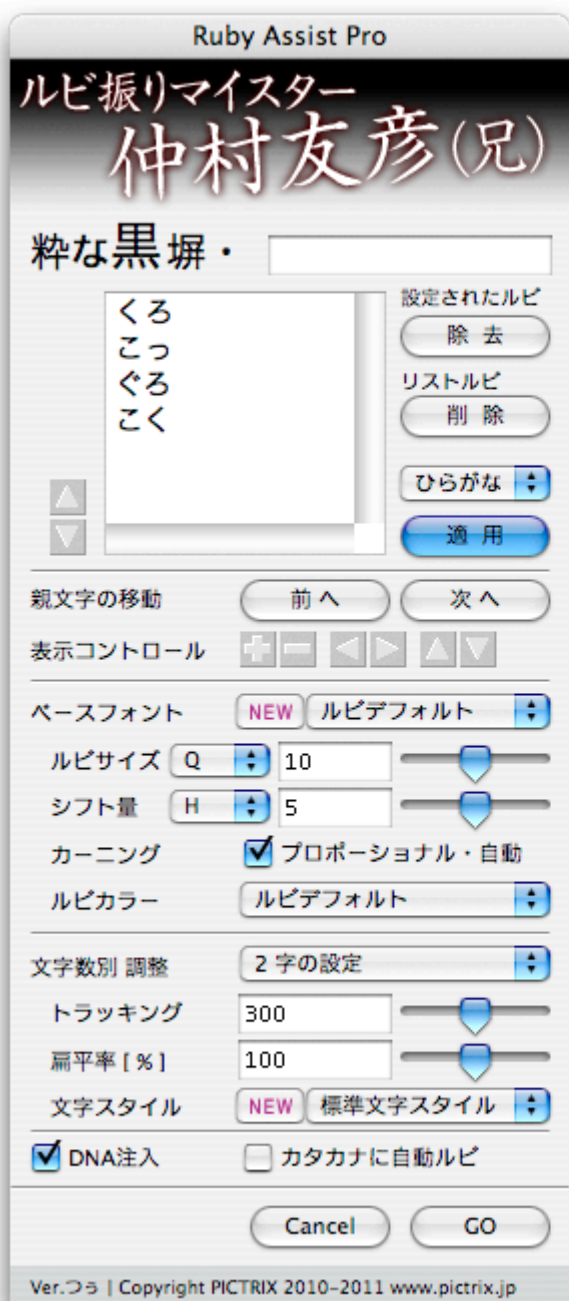 Ruby Assist Pro
ルビ振りマイスター
仲村友彦(兄)
粋な黒塀・
くろ
こっ
ぐろ
こく
設定されたルビ
除 去
リストルビ
削 除
ひらがな
適 用
親文字の移動 前 へ 次 へ
表示コントロール
ベースフォント NEW ルビデフォルト
ルビサイズ Q 10
シフト量 H 5
カーニング プロポーショナル・自動
ルビカラー ルビデフォルト
文字数別 調整 2 字の設定
トラッキング 300
扁平率 [ % ] 100
文字スタイル NEW 標準文字スタイル
DNA注入 カタカナに自動ルビ
Cancel GO
Ver.つぅ | Copyright PICTRIX 2010-2011 www.pictrix.jp